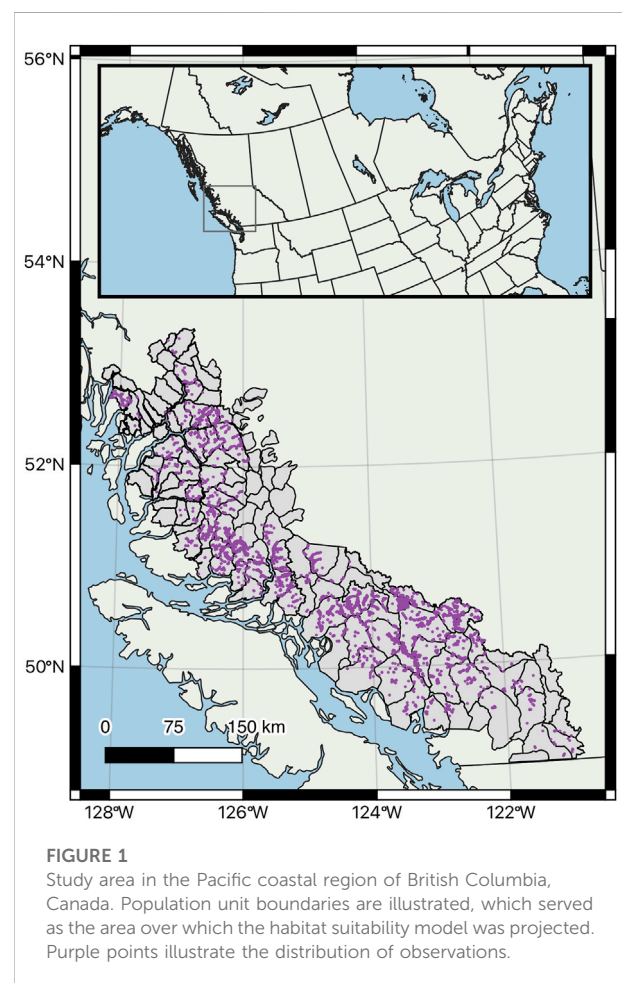 56°N
54°N
52°N
50°N
0 75 150 km
128°W 126°W 124°W 122°W
FIGURE 1
Study area in the Pacific coastal region of British Columbia,
Canada. Population unit boundaries are illustrated, which served
as the area over which the habitat suitability model was projected.
Purple points illustrate the distribution of observations.